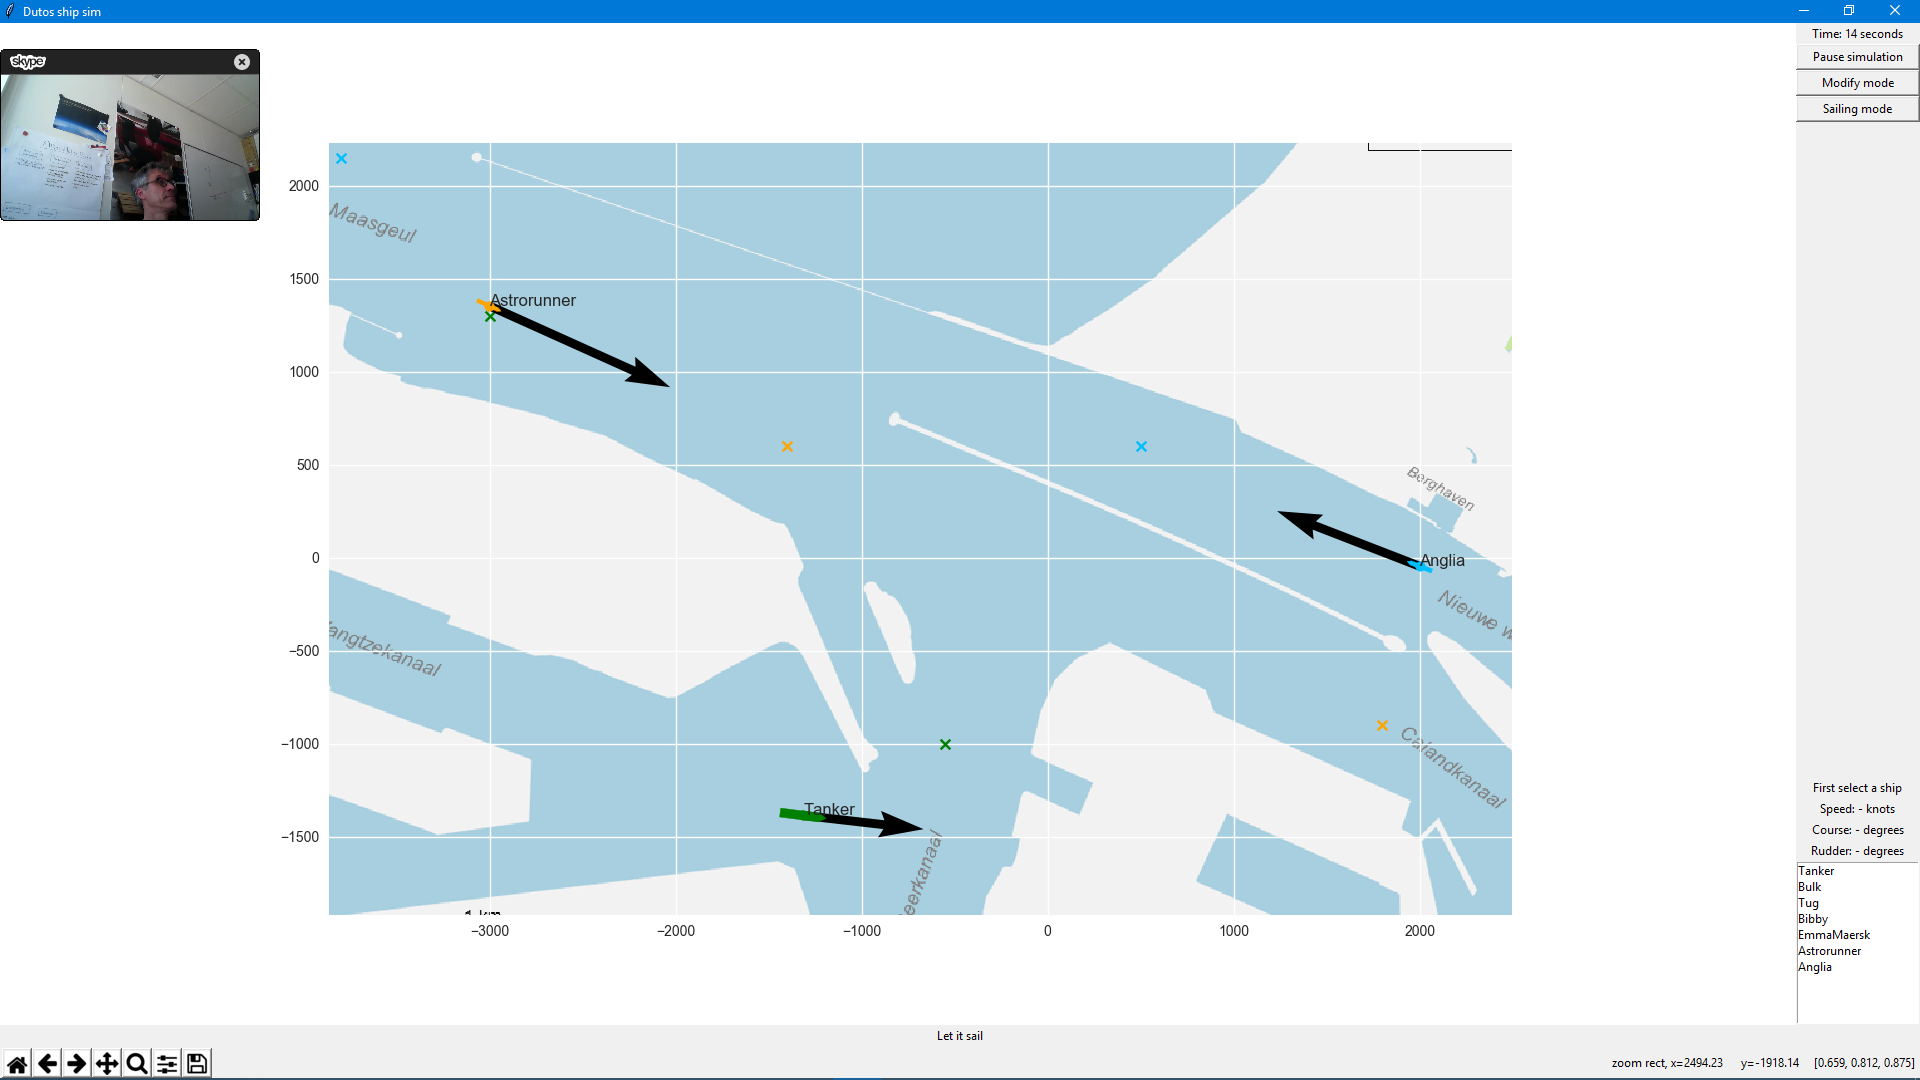 Dutos ship sim
skype
Time: 14 seconds
Pause simulation
Modify mode
Sailing mode
2000
1500
1000
500
0
−500
−1000
−1500
−3000
−2000
−1000
0
1000
2000
Maasgeul
Astrorunner
Berghaven
Anglia
Nieuwe w
Yangtzekanaal
Calandkanaal
Tanker
eerkanaal
First select a ship
Speed: - knots
Course: - degrees
Rudder: - degrees
Tanker
Bulk
Tug
Bibby
EmmaMaersk
Astrorunner
Anglia
Let it sail
zoom rect, x=2494.23 y=-1918.14 [0.659, 0.812, 0.875]